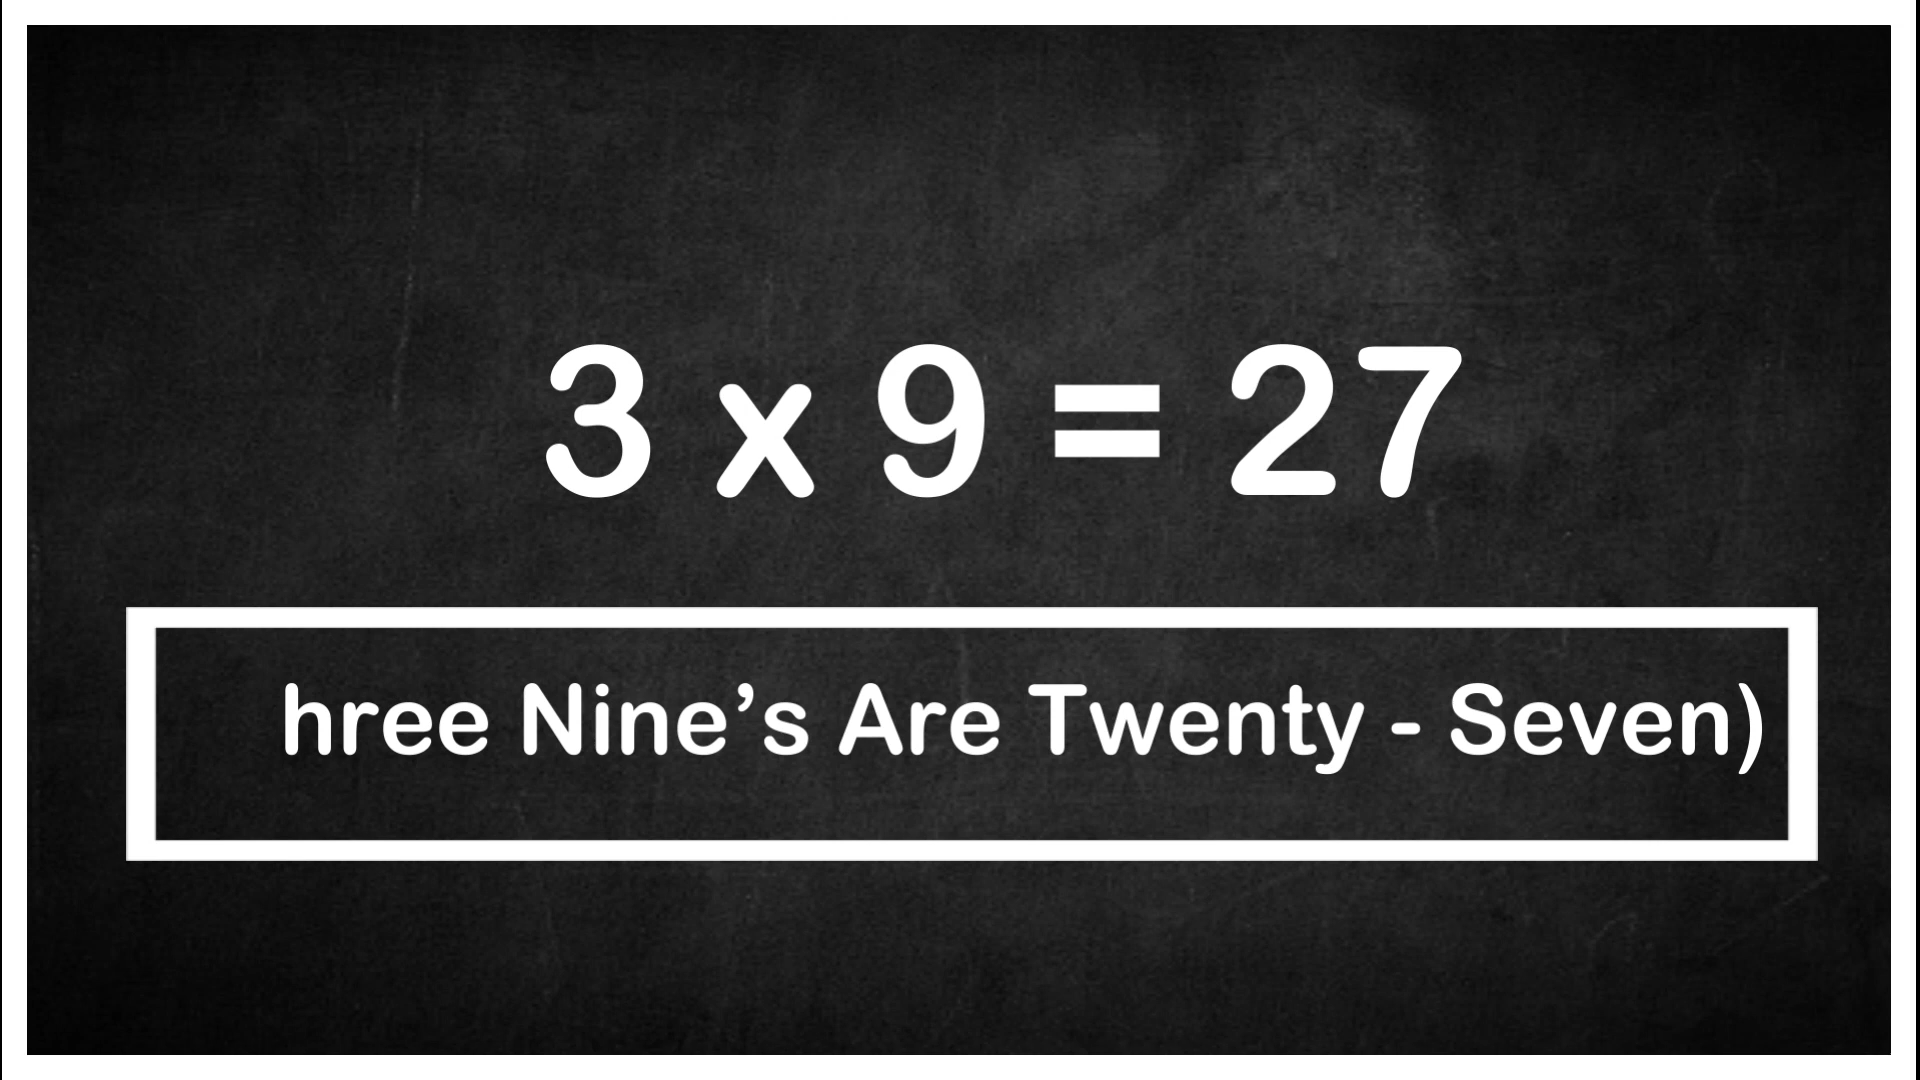 3 x 9 = 27
hree Nine’s Are Twenty - Seven)